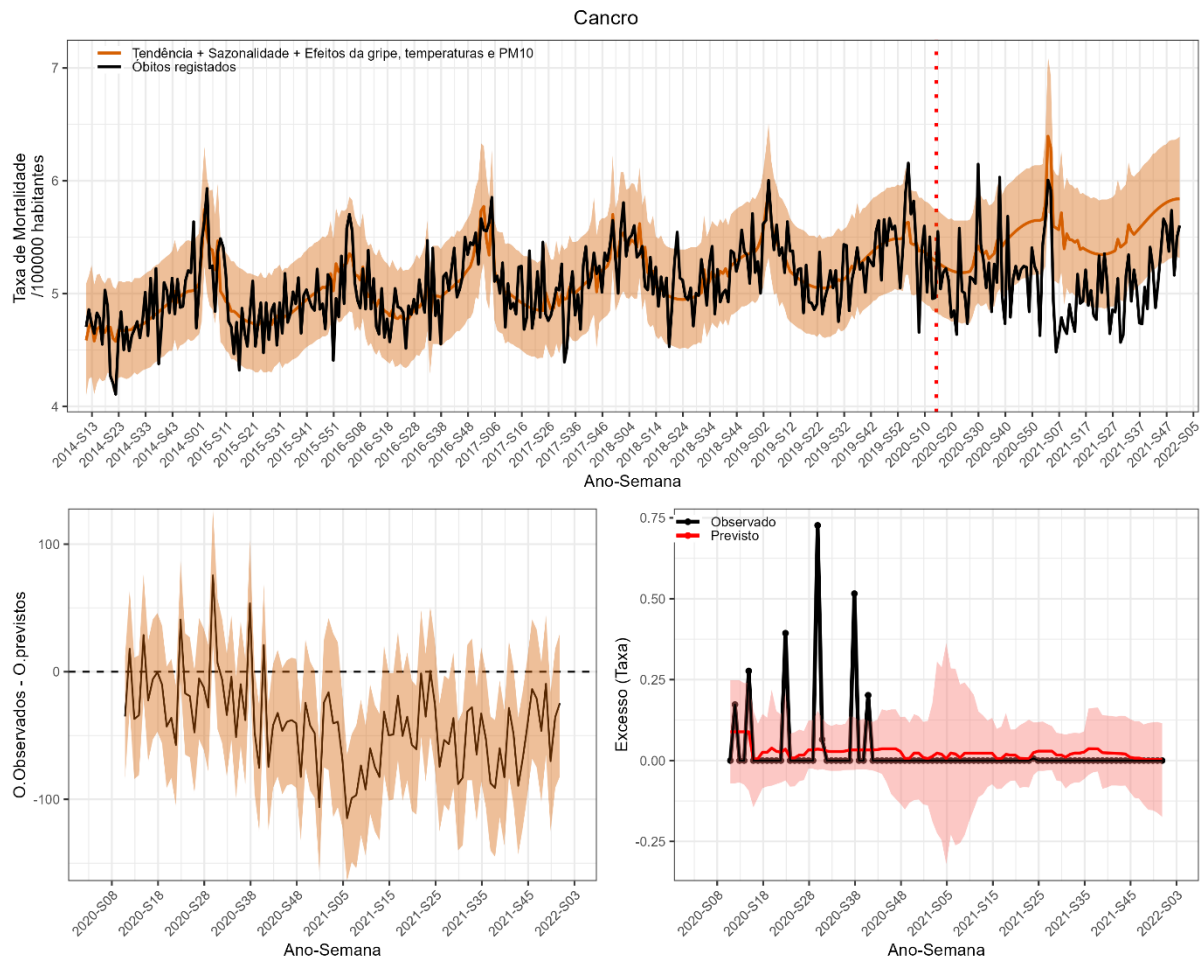 Cancro
Tendência + Sazonalidade + Efeitos da gripe, temperaturas e PM10
Óbitos registados
Taxa de Mortalidade
/100000 habitantes
7
6
5
4
2014-S13
2014-S23
2014-S33
2014-S43
2014-S01
2015-S11
2015-S21
2015-S31
2015-S41
2015-S51
2016-S08
2016-S18
2016-S28
2016-S38
2016-S48
2017-S06
2017-S16
2017-S26
2017-S36
2017-S46
2018-S04
2018-S14
2018-S24
2018-S34
2018-S44
2019-S02
2019-S12
2019-S22
2019-S32
2019-S42
2019-S52
2020-S10
2020-S20
2020-S30
2020-S40
2020-S50
2021-S07
2021-S17
2021-S27
2021-S37
2021-S47
2022-S05
Ano-Semana
O.Observados - O.previstos
100
0
-100
2020-S08
2020-S18
2020-S28
2020-S38
2020-S48
2021-S05
2021-S15
2021-S25
2021-S35
2021-S45
2022-S03
Ano-Semana
Observado
Previsto
Excesso (Taxa)
0.75
0.50
0.25
0.00
-0.25
2020-S08
2020-S18
2020-S28
2020-S38
2020-S48
2021-S05
2021-S15
2021-S25
2021-S35
2021-S45
2022-S03
Ano-Semana